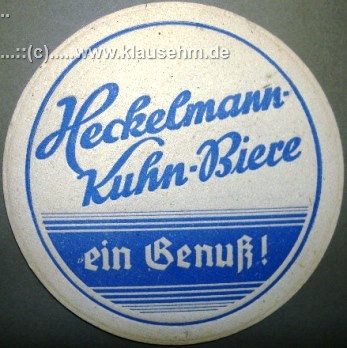 ...::(c).....www.klausehm.de
Heckelmann-
Kuhn-Biere
ein Genuß!